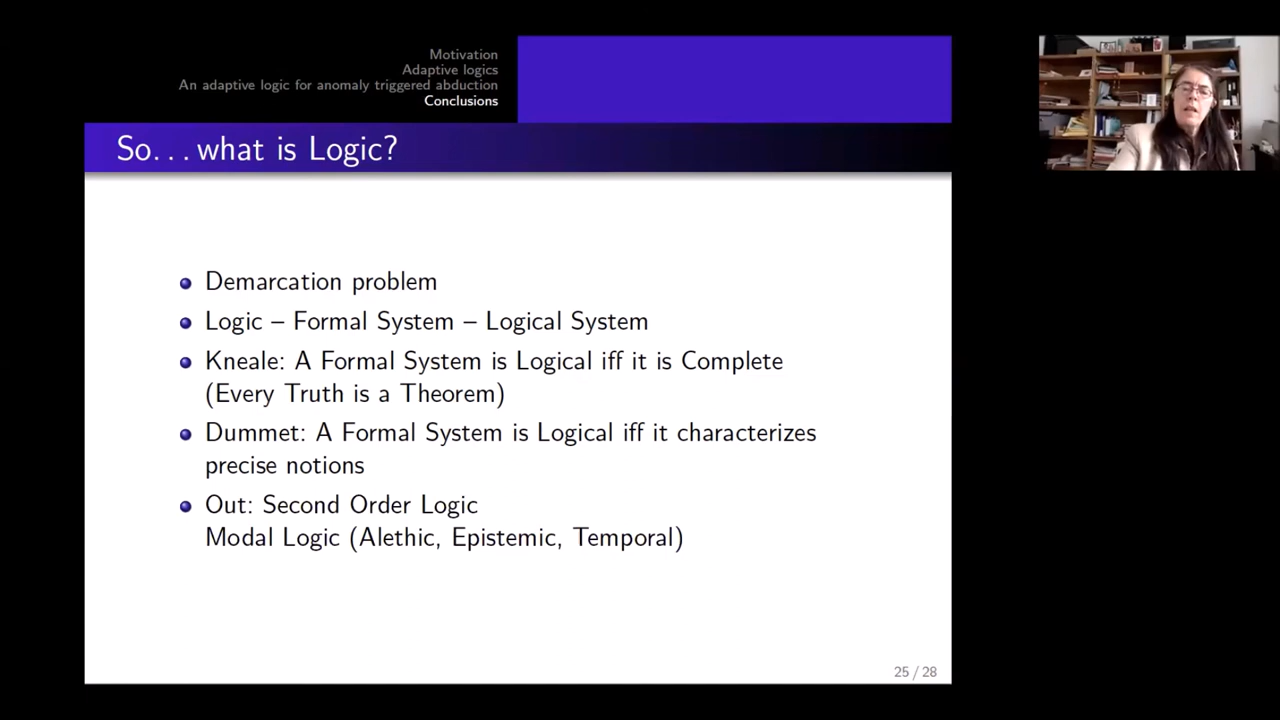 Motivation
Adaptive logics
An adaptive logic for anomaly triggered abduction
Conclusions
So...what is Logic?
Demarcation problem
Logic – Formal System – Logical System
Kneale: A Formal System is Logical iff it is Complete
(Every Truth is a Theorem)
Dummet: A Formal System is Logical iff it characterizes
precise notions
Out: Second Order Logic
Modal Logic (Alethic, Epistemic, Temporal)
25 / 28